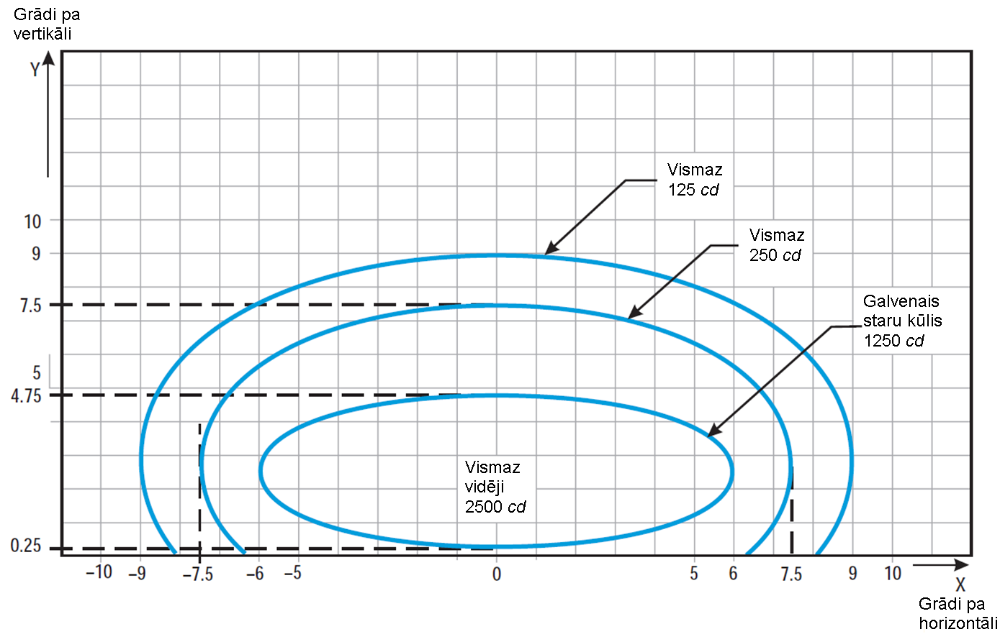 Grādi pa
vertikāli
Y
Vismaz
125 cd
10
Vismaz
250 cd
9
Galvenais
staru kūlis
1250 cd
7.5
5
4.75
Vismaz
vidēji
2500 cd
0.25
–10 –9 –7.5 –6 –5 0 5 6 7.5 9 10
X
Grādi pa
horizontāli